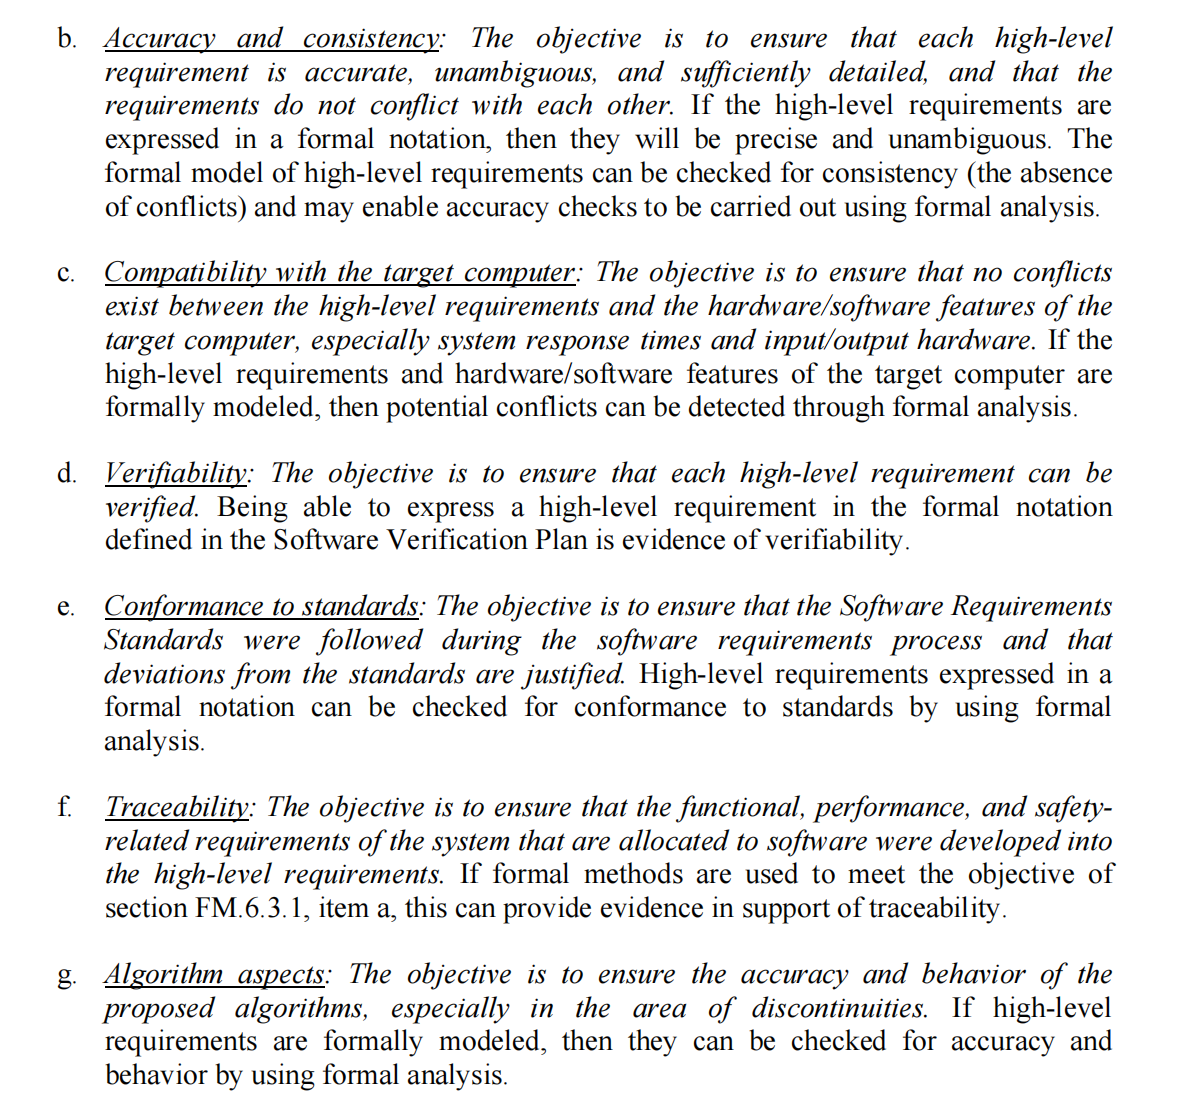 b. Accuracy and consistency: The objective is to ensure that each high-level
requirement is accurate, unambiguous, and sufficiently detailed, and that the
requirements do not conflict with each other. If the high-level requirements are
expressed in a formal notation, then they will be precise and unambiguous. The
formal model of high-level requirements can be checked for consistency (the absence
of conflicts) and may enable accuracy checks to be carried out using formal analysis.
c. Compatibility with the target computer: The objective is to ensure that no conflicts
exist between the high-level requirements and the hardware/software features of the
target computer, especially system response times and input/output hardware. If the
high-level requirements and hardware/software features of the target computer are
formally modeled, then potential conflicts can be detected through formal analysis.
d. Verifiability: The objective is to ensure that each high-level requirement can be
verified. Being able to express a high-level requirement in the formal notation
defined in the Software Verification Plan is evidence of verifiability.
e. Conformance to standards: The objective is to ensure that the Software Requirements
Standards were followed during the software requirements process and that
deviations from the standards are justified. High-level requirements expressed in a
formal notation can be checked for conformance to standards by using formal
analysis.
f. Traceability: The objective is to ensure that the functional, performance, and safety-
related requirements of the system that are allocated to software were developed into
the high-level requirements. If formal methods are used to meet the objective of
section FM.6.3.1, item a, this can provide evidence in support of traceability.
g. Algorithm aspects: The objective is to ensure the accuracy and behavior of the
proposed algorithms, especially in the area of discontinuities. If high-level
requirements are formally modeled, then they can be checked for accuracy and
behavior by using formal analysis.